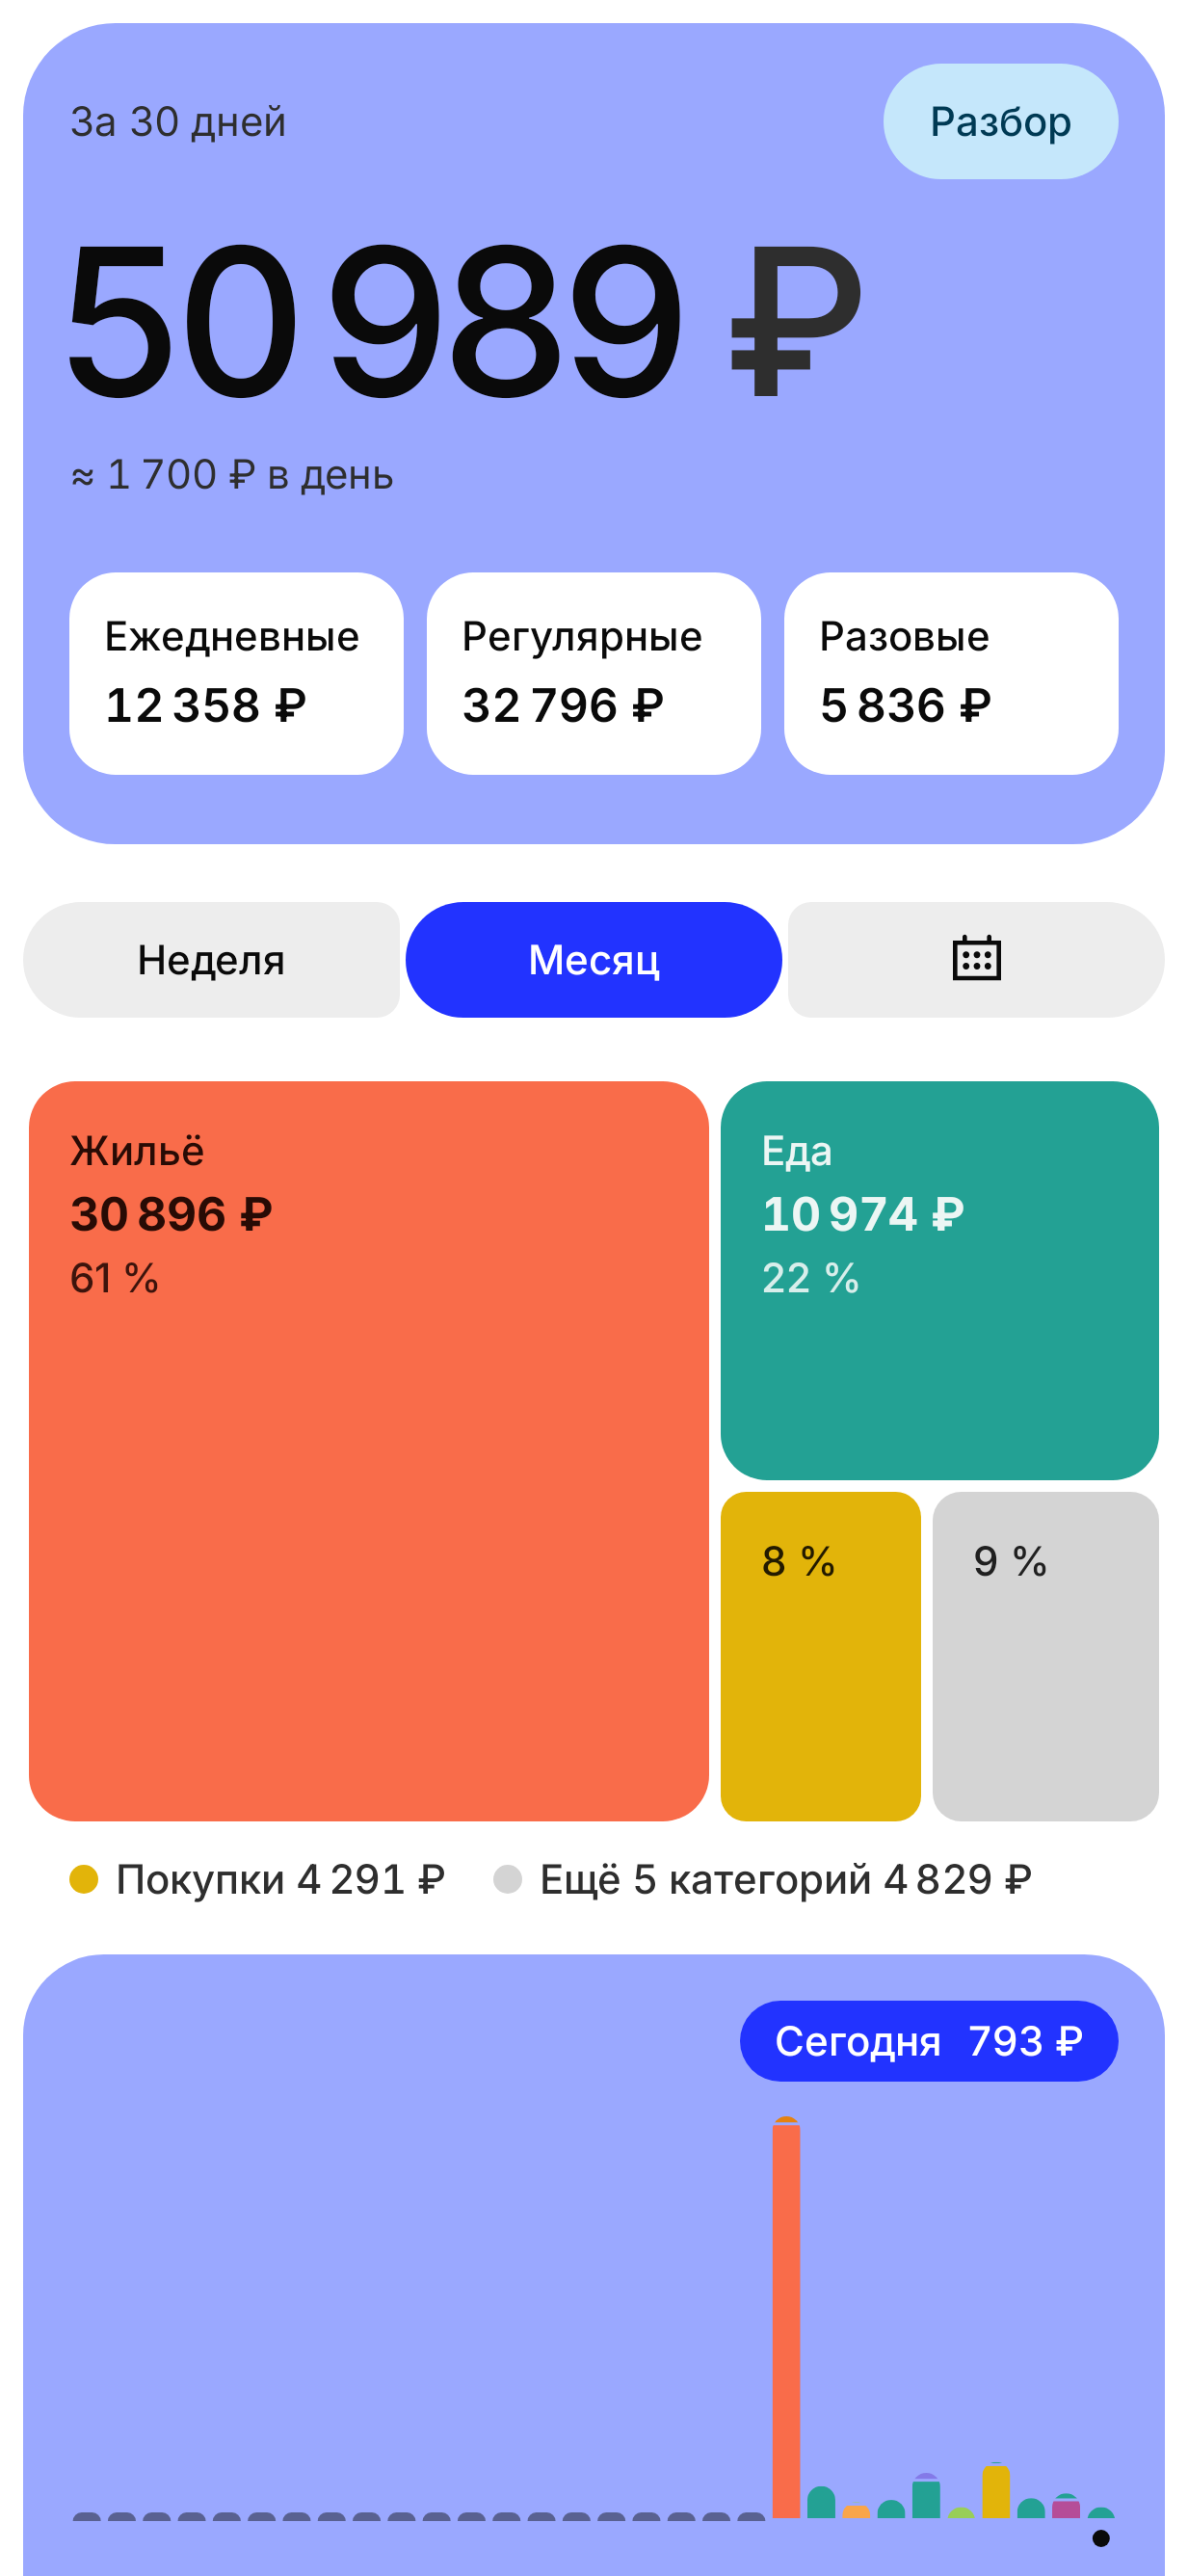 За 30 дней
Разбор
50 989 ₽
≈ 1 700 ₽ в день
Ежедневные
12 358 ₽
Регулярные
32 796 ₽
Разовые
5 836 ₽
Неделя
Месяц
Жильё
30 896 ₽
61 %
Еда
10 974 ₽
22 %
8 %
9 %
Покупки 4 291 ₽
Ещё 5 категорий 4 829 ₽
Сегодня 793 ₽